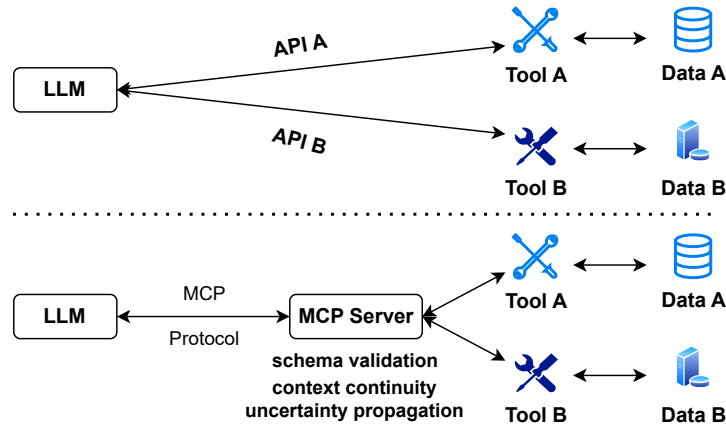 API A
LLM
API B
Tool A
Data A
Tool B
Data B
LLM
MCP
Protocol
MCP Server
schema validation
context continuity
uncertainty propagation
Tool A
Data A
Tool B
Data B